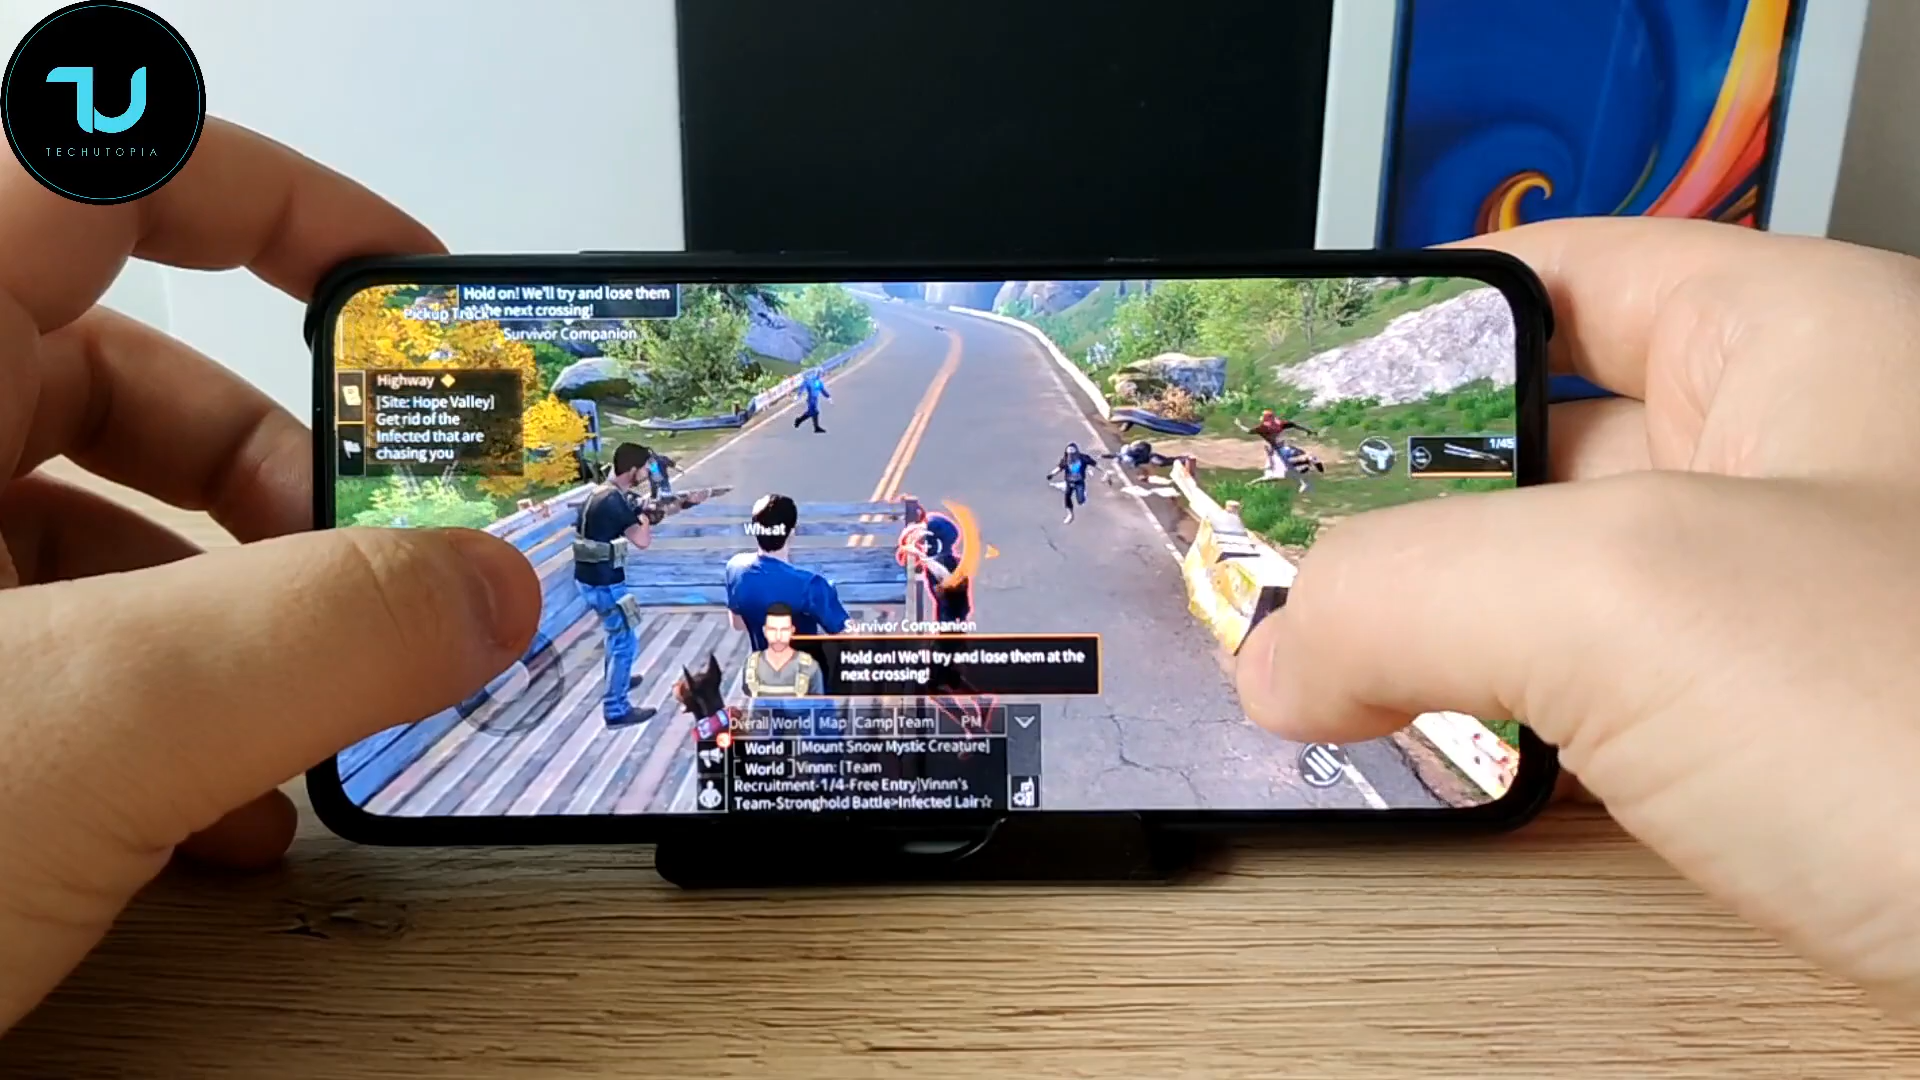 TU
TECHUTOPIA
Hold on! We'll try and lose them
the next crossing!
Pickup Truck
Survivor Companion
Highway
[Site: Hope Valley]
Get rid of the
Infected that are
chasing you
1/45
Wheat
Survivor Companion
Hold on! We'll try and lose them at the
next crossing!
Overall World Map Camp Team PM
World [Mount Snow Mystic Creature]
[ World ]Vinnn: [Team
Recruitment-1/4-Free Entry]Vinnn's
Team-Stronghold Battle>Infected Lair☆